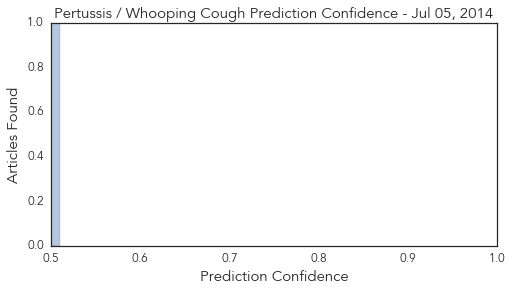 Pertussis / Whooping Cough Prediction Confidence - Jul 05, 2014
1.0
0.8
0.6
0.4
0.2
0.0
Articles Found
0.5 0.6 0.7 0.8 0.9 1.0
Prediction Confidence